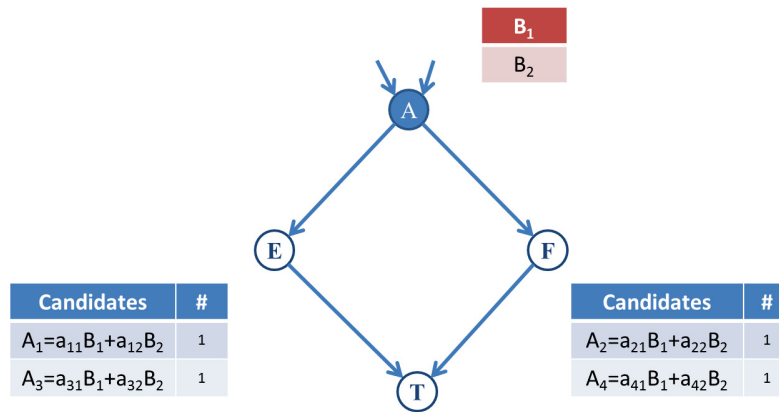 B₁
B₂
A
E
F
Candidates #
A₁=a₁₁B₁+a₁₂B₂ 1
A₃=a₃₁B₁+a₃₂B₂ 1
Candidates #
A₂=a₂₁B₁+a₂₂B₂ 1
A₄=a₄₁B₁+a₄₂B₂ 1
T